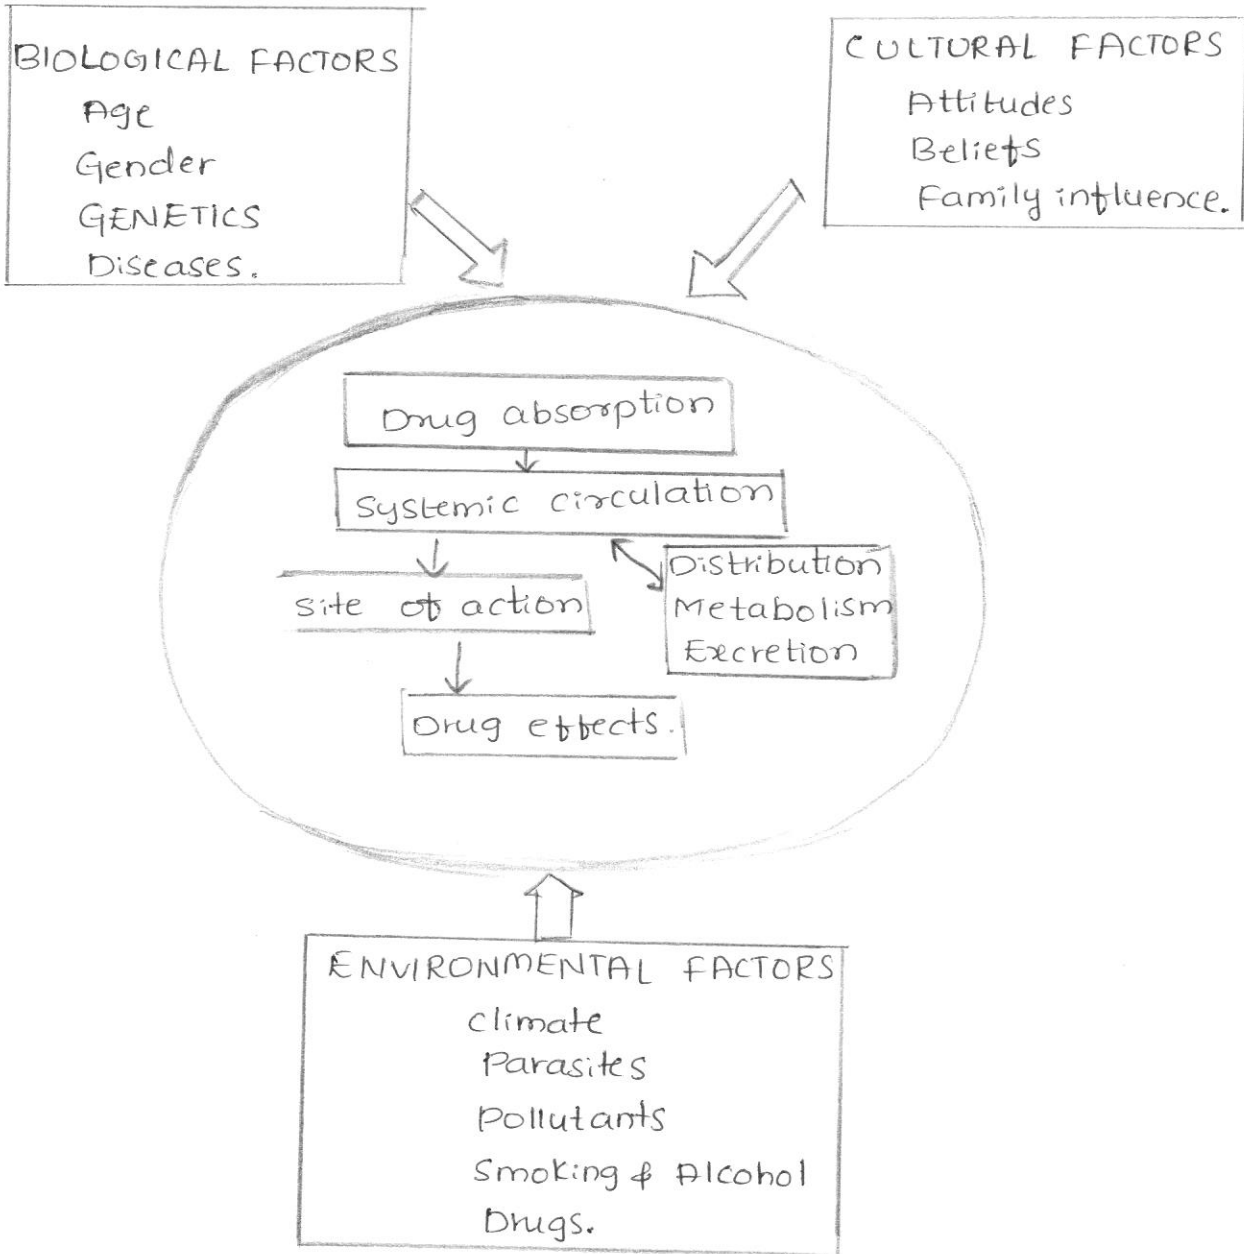 BIOLOGICAL FACTORS
Age
Gender
GENETICS
Diseases.
CULTURAL FACTORS
Attitudes
Beliefs
Family influence.
Drug absorption
Systemic circulation
Site of action
Distribution
Metabolism
Excretion
Drug effects.
ENVIRONMENTAL FACTORS
Climate
Parasites
Pollutants
Smoking & Alcohol
Drugs.